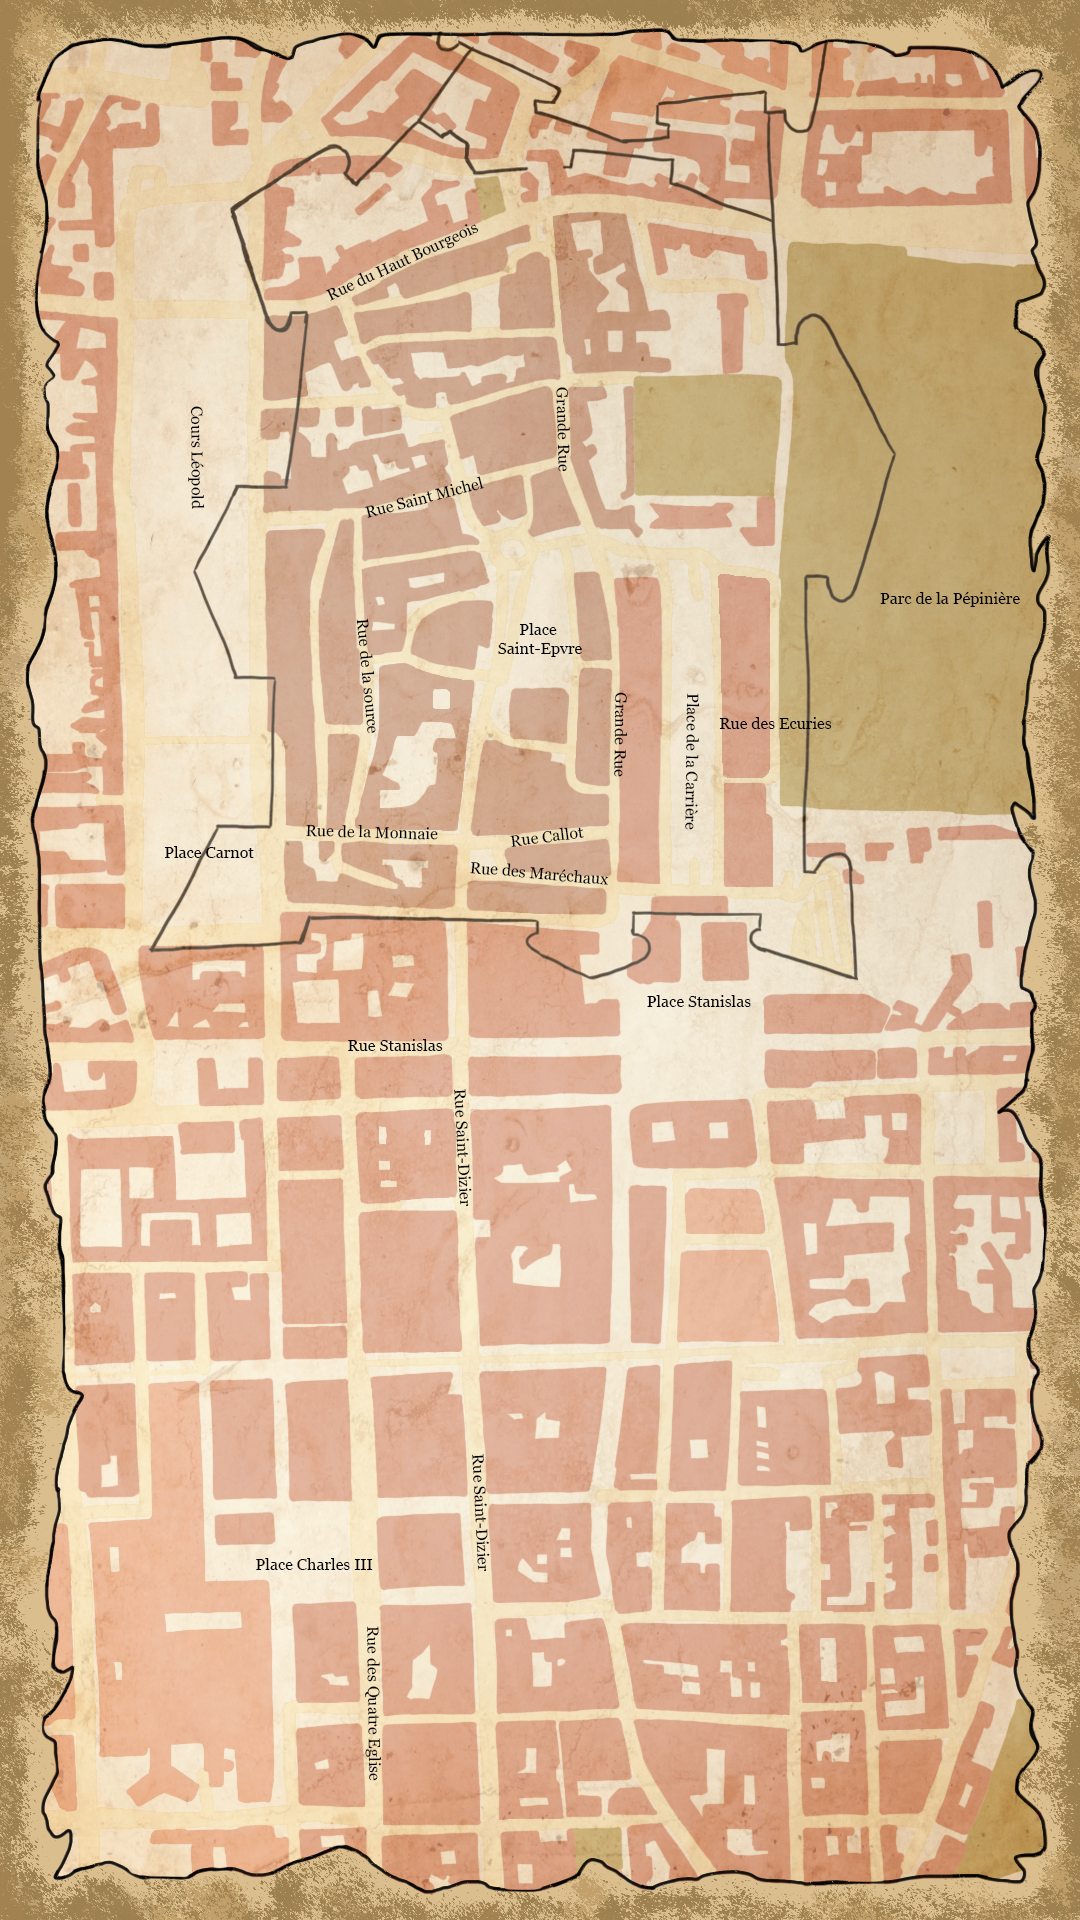 Rue du Haut Bourgeois
Cours Léopold
Grande Rue
Rue Saint Michel
Parc de la Pépinière
Place
Saint-Epvre
Rue de la source
Grande Rue
Place de la Carrière
Rue des Ecuries
Rue de la Monnaie
Rue Callot
Place Carnot
Rue des Maréchaux
Place Stanislas
Rue Stanislas
Rue Saint-Dizier
Rue Saint-Dizier
Place Charles III
Rue des Quatre Eglise